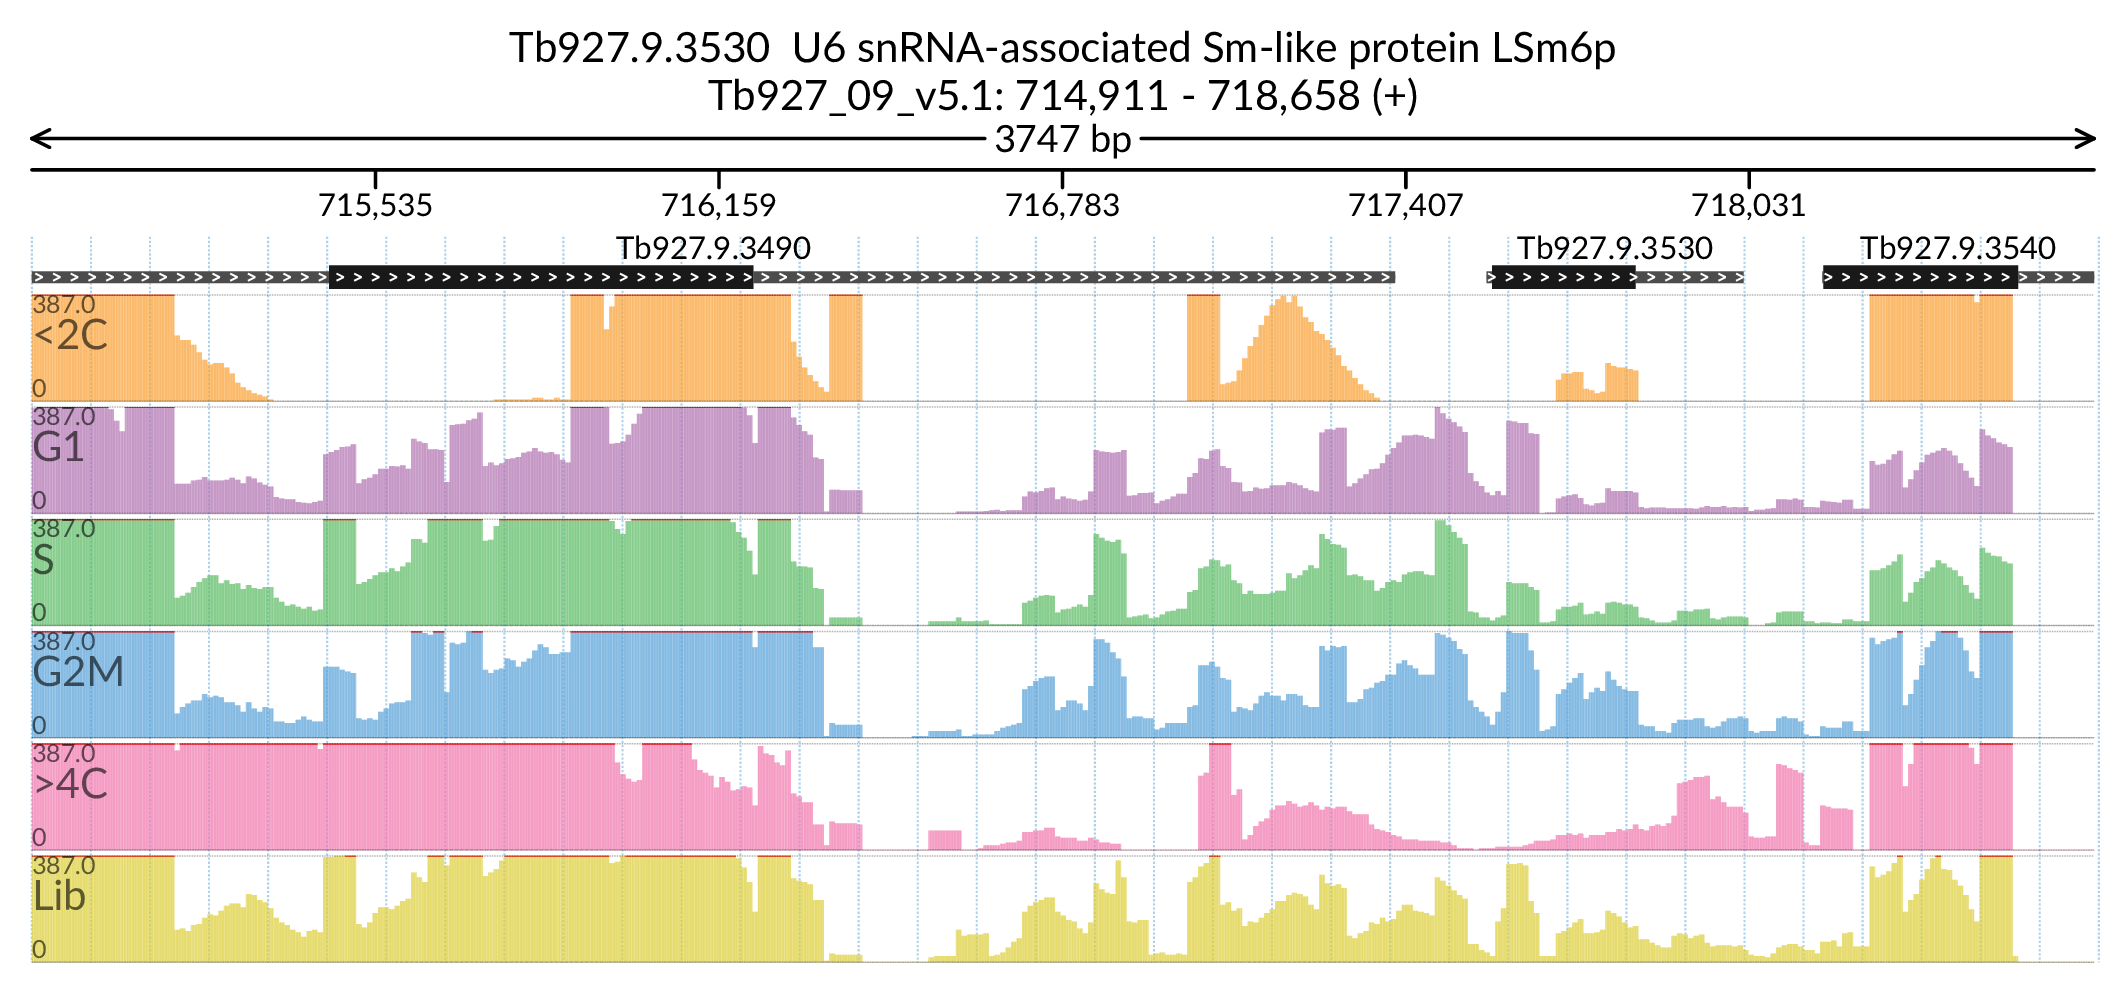 Tb927.9.3530  U6 snRNA-associated Sm-like protein LSm6p
Tb927_09_v5.1: 714,911 - 718,658 (+)
3747 bp
715,535 716,159 716,783 717,407 718,031
Tb927.9.3490 Tb927.9.3530 Tb927.9.3540
387.0
<2C
0
387.0
G1
0
387.0
S
0
387.0
G2M
0
387.0
>4C
0
387.0
Lib
0